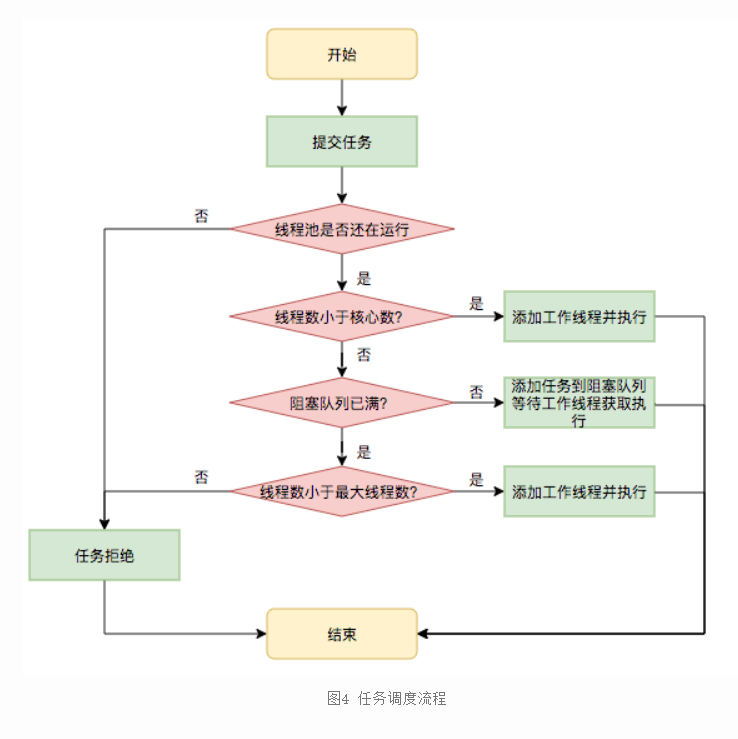 开始
提交任务
否
线程池是否还在运行
是
线程数小于核心数?
是
添加工作线程并执行
否
阻塞队列已满?
否
添加任务到阻塞队列
等待工作线程获取执
行
是
否
线程数小于最大线程数?
是
添加工作线程并执行
任务拒绝
结束
图4 任务调度流程